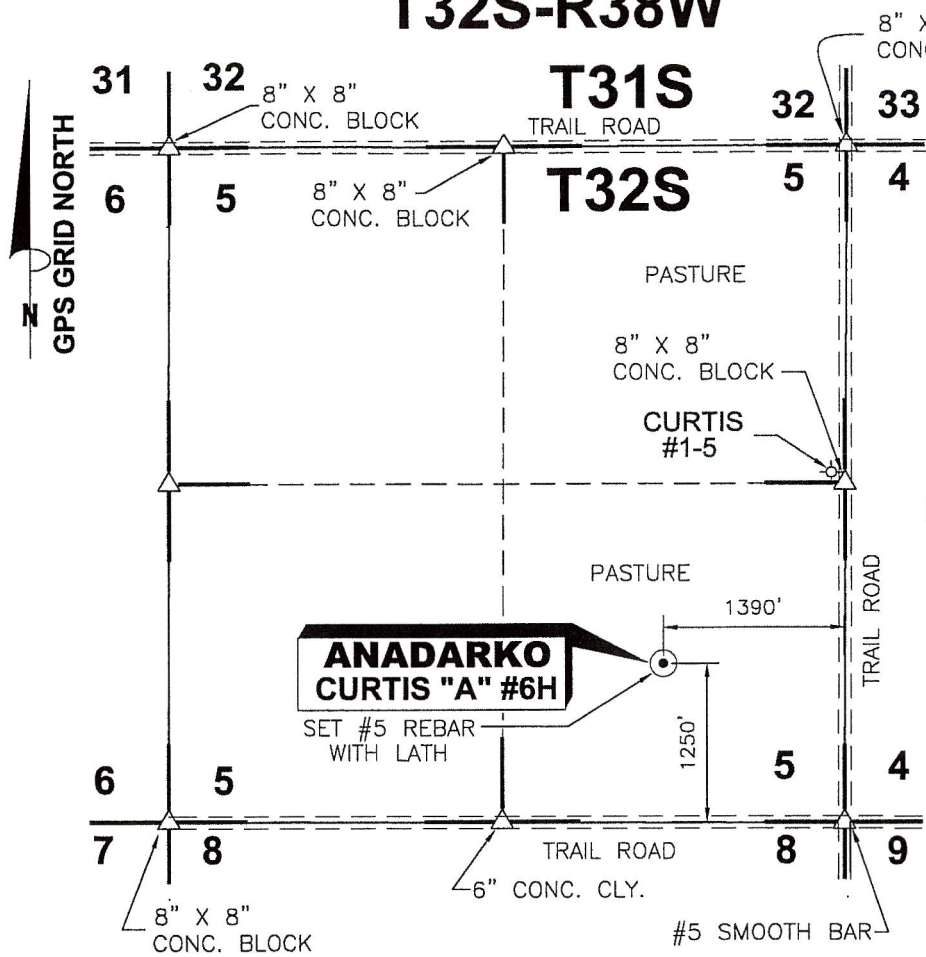 T32S-R38W
8" X
CONC
31
32
T31S
32
33
8" X 8"
CONC. BLOCK
TRAIL ROAD
6
5
T32S
5
4
8" X 8"
CONC. BLOCK
GPS GRID NORTH
N
PASTURE
8" X 8"
CONC. BLOCK
CURTIS
#1-5
PASTURE
1390'
TRAIL ROAD
ANADARKO
CURTIS "A" #6H
SET #5 REBAR
WITH LATH
1250'
6
5
5
4
7
8
TRAIL ROAD
8
9
6" CONC. CLY.
8" X 8"
CONC. BLOCK
#5 SMOOTH BAR